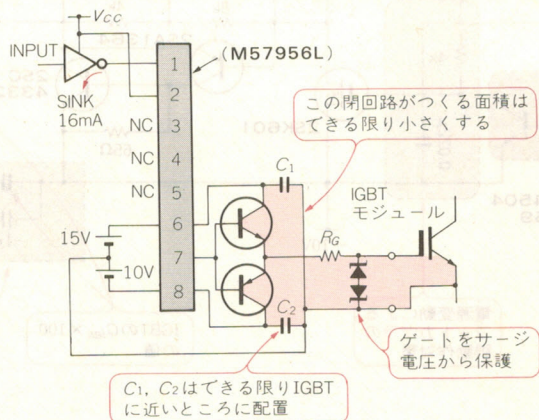 VCC
INPUT
SINK
16mA
(M57956L)
1
2
NC 3
NC 4
NC 5
6
7
8
15V
10V
C1
C2
RG
この閉回路がつくる面積は
できる限り小さくする
IGBT
モジュール
ゲートをサージ
電圧から保護
C1, C2はできる限りIGBT
に近いところに配置